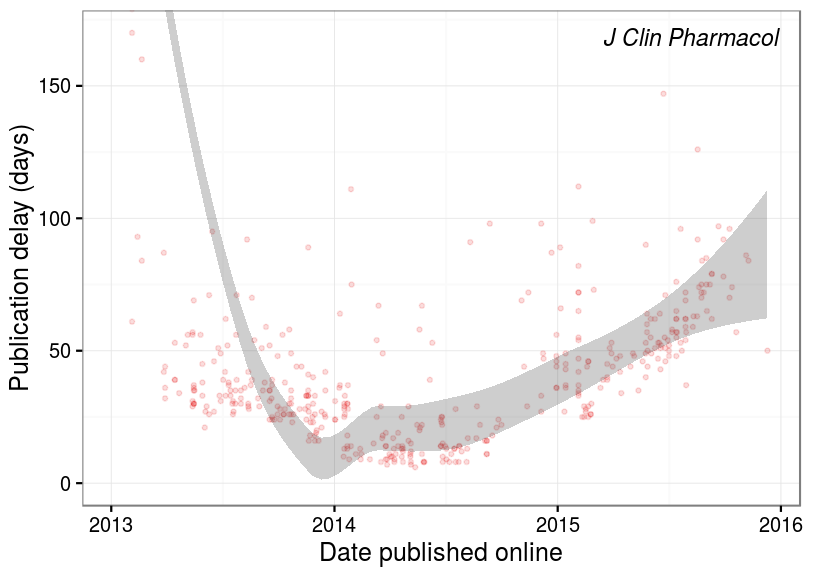 J Clin Pharmacol
Publication delay (days)
150
100
50
0
2013
2014
2015
2016
Date published online